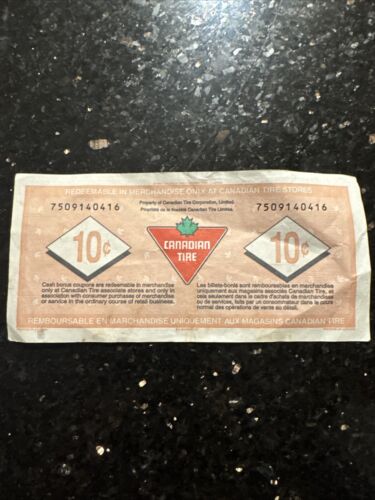 REDEEMABLE IN MERCHANDISE ONLY AT CANADIAN TIRE STORES
Property of Canadian Tire Corporation, Limited.
Propriété de la Société Canadian Tire Limitée.
7509140416
7509140416
10¢
CANADIAN
TIRE
10¢
Cash bonus coupons are redeemable in merchandise
only at Canadian Tire associate stores and only in
association with consumer purchase of merchandise
or service in the ordinary course of retail business.
Les billets-bonis sont remboursables en marchandise
uniquement aux magasins associés Canadian Tire, et
cela seulement dans le cadre d'achats de marchandises
ou de services, faits par un consommateur dans le cadre
normal des opérations de vente au détail.
REMBOURSABLE EN MARCHANDISE UNIQUEMENT AUX MAGASINS CANADIAN TIRE